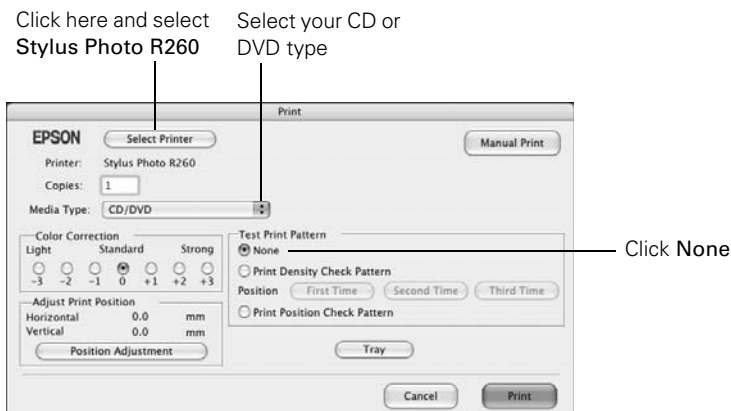 Click here and select
Stylus Photo R260
Select your CD or
DVD type
Print
EPSON
Select Printer
Manual Print
Printer: Stylus Photo R260
Copies: 1
Media Type: CD/DVD
Color Correction
Light Standard Strong
-3 -2 -1 0 +1 +2 +3
Adjust Print Position
Horizontal 0.0 mm
Vertical 0.0 mm
Position Adjustment
Test Print Pattern
None
Print Density Check Pattern
Position First Time Second Time Third Time
Print Position Check Pattern
Tray
Click None
Cancel Print